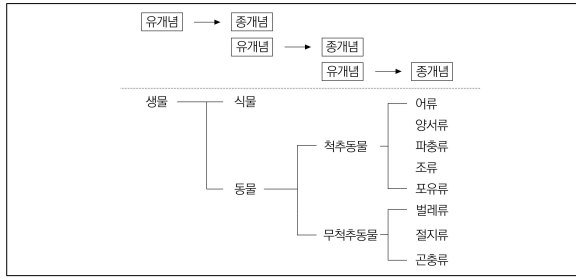 유개념 종개념
유개념 종개념
유개념 종개념
생물 식물 어류
양서류
척추동물 파충류
조류
동물 포유류
벌레류
무척추동물 절지류
곤충류